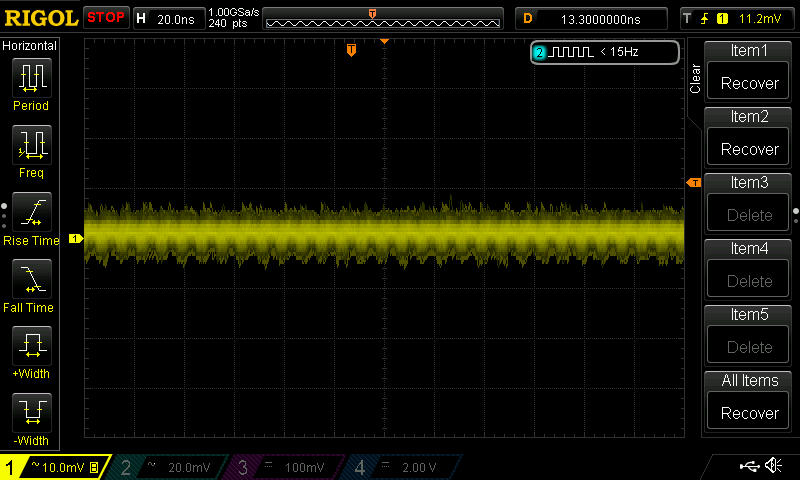 RIGOL STOP H 20.0ns 1.00GSa/s 240 pts T D 13.3000000ns T 1 11.2mV
Horizontal
Period
Freq
Rise Time
Fall Time
+Width
-Width
T
2 < 15Hz
T
1
Clear
Item1
Recover
Item2
Recover
Item3
Delete
Item4
Delete
Item5
Delete
All Items
Recover
1 ~ 10.0mV B 2 ~ 20.0mV 3 = 100mV 4 = 2.00 V